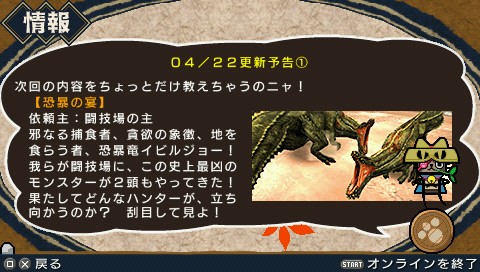 情報
04/22更新予告①
次回の内容をちょっとだけ教えちゃうのニャ!
【恐暴の宴】
依頼主:闘技場の主
邪なる捕食者、貪欲の象徴、地を
食らう者、恐暴竜イビルジョー!
我らが闘技場に、この史上最凶の
モンスターが2頭もやってきた!
果たしてどんなハンターが、立ち
向かうのか? 刮目して見よ!
□×戻る
START オンラインを終了